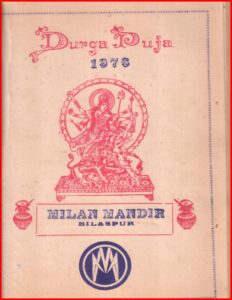 Durga Puja
1976
MILAN MANDIR
BILASPUR